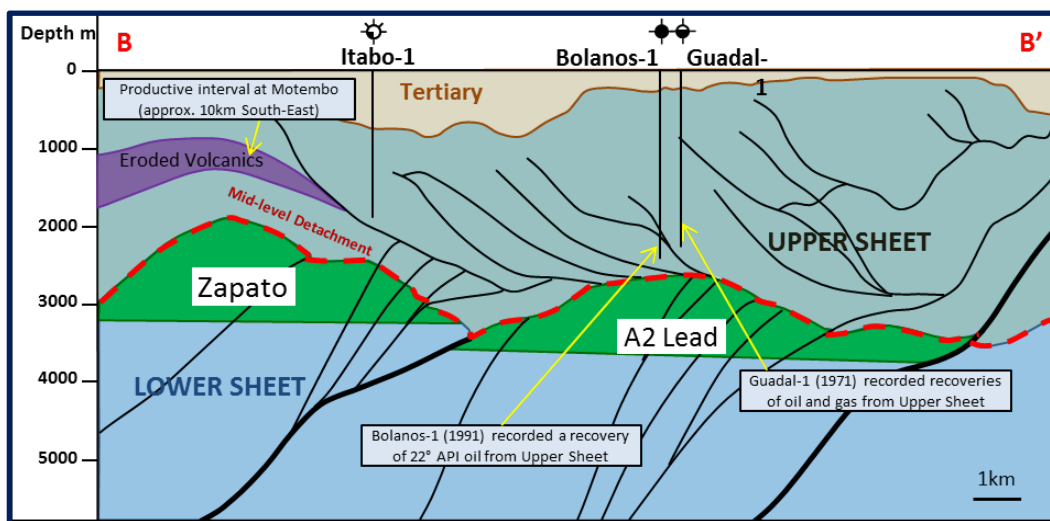 Depth m
B
B’
Itabo-1
Bolanos-1
Guadal-
1
0
1000
2000
3000
4000
5000
Tertiary
Productive interval at Motembo
(approx. 10km South-East)
Eroded Volcanics
Mid-level Detachment
UPPER SHEET
Zapato
A2 Lead
LOWER SHEET
Guadal-1 (1971) recorded recoveries
of oil and gas from Upper Sheet
Bolanos-1 (1991) recorded a recovery
of 22° API oil from Upper Sheet
1km